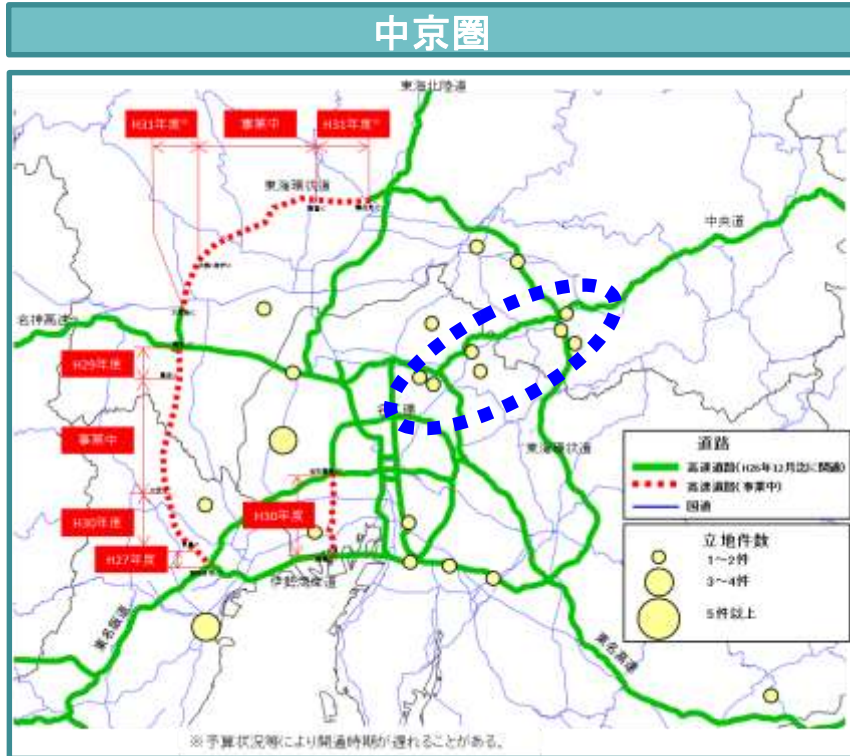 中京圏
東海北陸道
H31年度※
事業中
H31年度※
東海環状道
中央道
名神高速
H29年度
事業中
H30年度
H27年度
H30年度
名二環
東海環状道
伊勢湾岸道
東名阪道
東名高速
道路
高速道路(H26年12月迄に開通)
高速道路(事業中)
国道
立地件数
1~2件
3~4件
5件以上
※予算状況等により開通時期が遅れることがある。